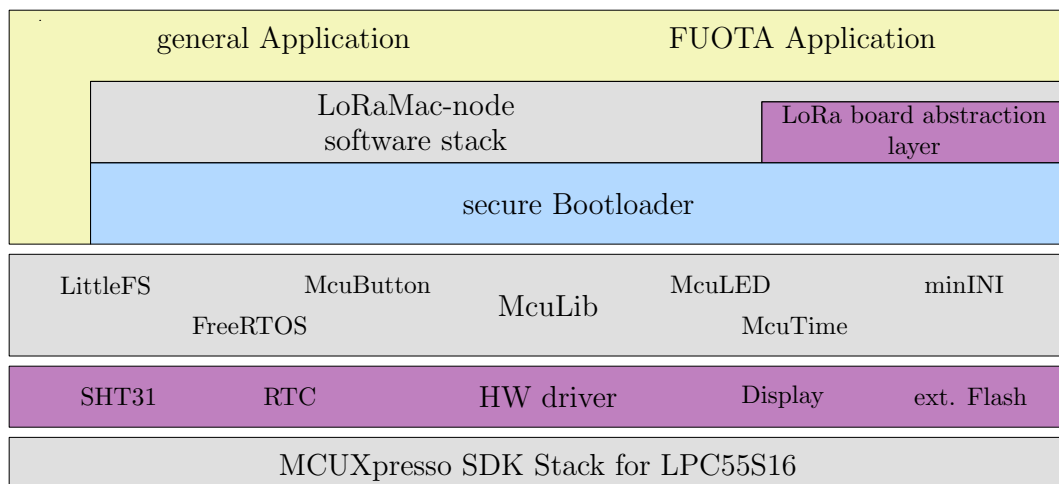 general Application
FUOTA Application
LoRaMac-node
software stack
LoRa board abstraction
layer
secure Bootloader
LittleFS
McuButton
McuLib
McuLED
minINI
FreeRTOS
McuTime
SHT31
RTC
HW driver
Display
ext. Flash
MCUXpresso SDK Stack for LPC55S16